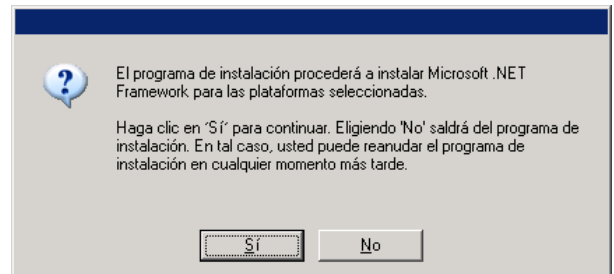 El programa de instalación procederá a instalar Microsoft .NET
Framework para las plataformas seleccionadas.
Haga clic en ´Sí´ para continuar. Eligiendo 'No' saldrá del programa de
instalación. En tal caso, usted puede reanudar el programa de
instalación en cualquier momento más tarde.
Sí
No